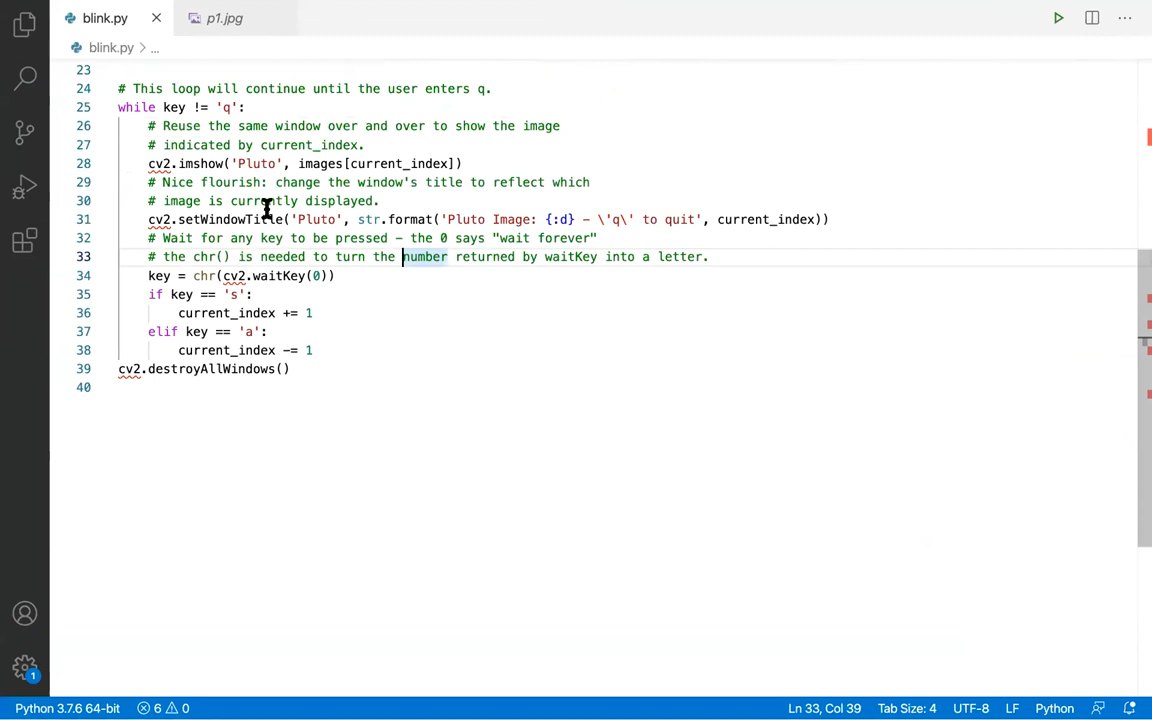 blink.py
p1.jpg
blink.py > ...
23
24 # This loop will continue until the user enters q.
25 while key != 'q':
26 # Reuse the same window over and over to show the image
27 # indicated by current_index.
28 cv2.imshow('Pluto', images[current_index])
29 # Nice flourish: change the window's title to reflect which
30 # image is currently displayed.
31 cv2.setWindowTitle('Pluto', str.format('Pluto Image: {:d} - \'q\' to quit', current_index))
32 # Wait for any key to be pressed - the 0 says "wait forever"
33 # the chr() is needed to turn the number returned by waitKey into a letter.
34 key = chr(cv2.waitKey(0))
35 if key == 's':
36 current_index += 1
37 elif key == 'a':
38 current_index -= 1
39 cv2.destroyAllWindows()
40
1
Python 3.7.6 64-bit 6 0 Ln 33, Col 39 Tab Size: 4 UTF-8 LF Python